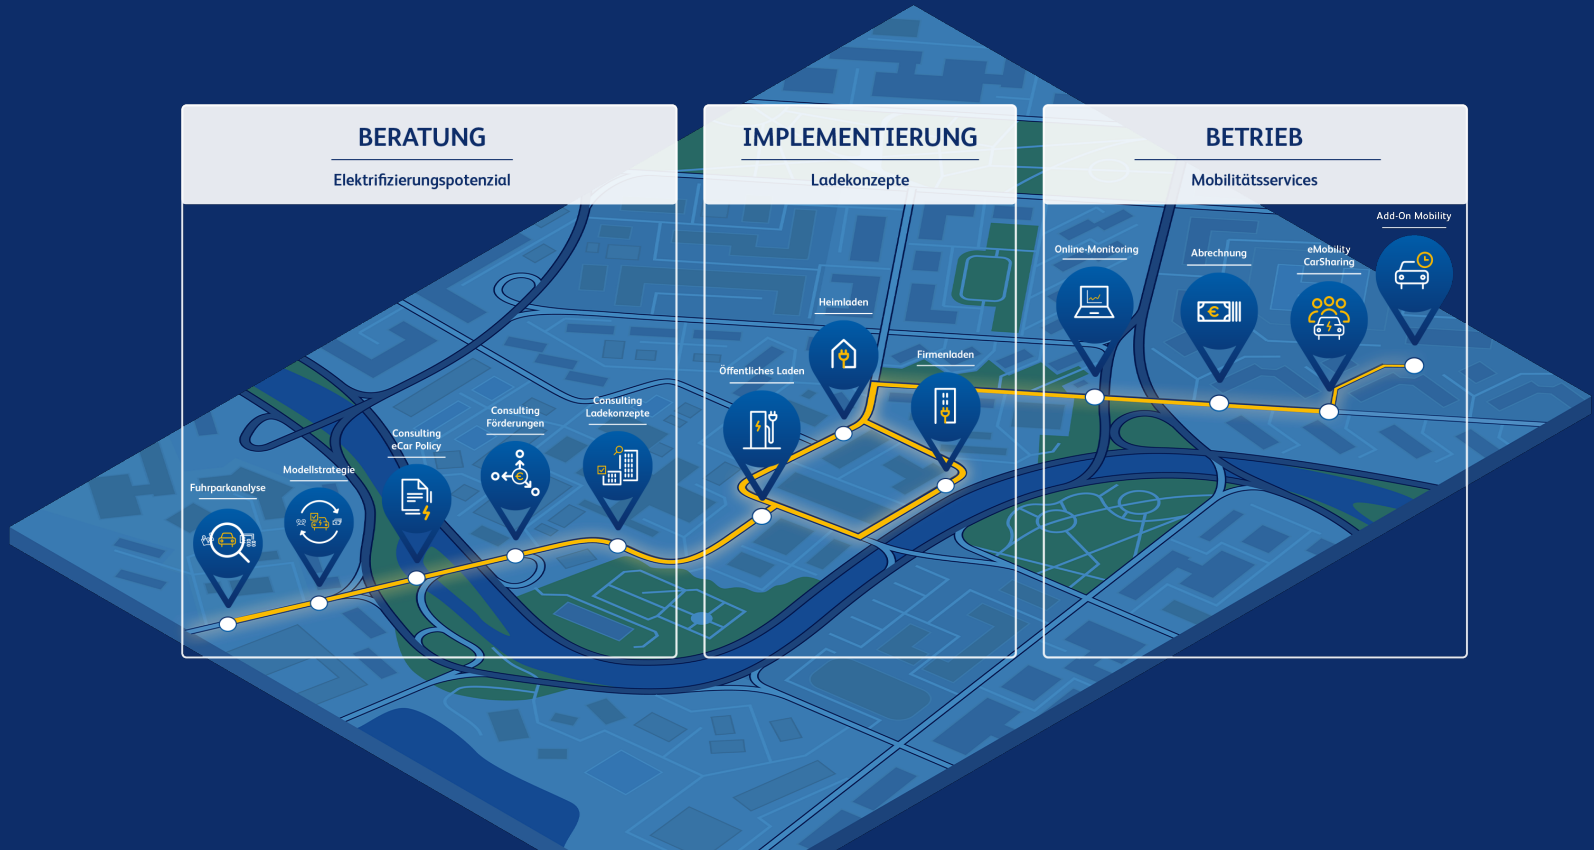 BERATUNG
Elektrifizierungspotenzial
Fuhrparkanalyse
Modellstrategie
Consulting
eCar Policy
Consulting
Förderungen
Consulting
Ladekonzepte
IMPLEMENTIERUNG
Ladekonzepte
Öffentliches Laden
Heimladen
Firmenladen
BETRIEB
Mobilitätsservices
Online-Monitoring
Abrechnung
eMobility
CarSharing
Add-On Mobility